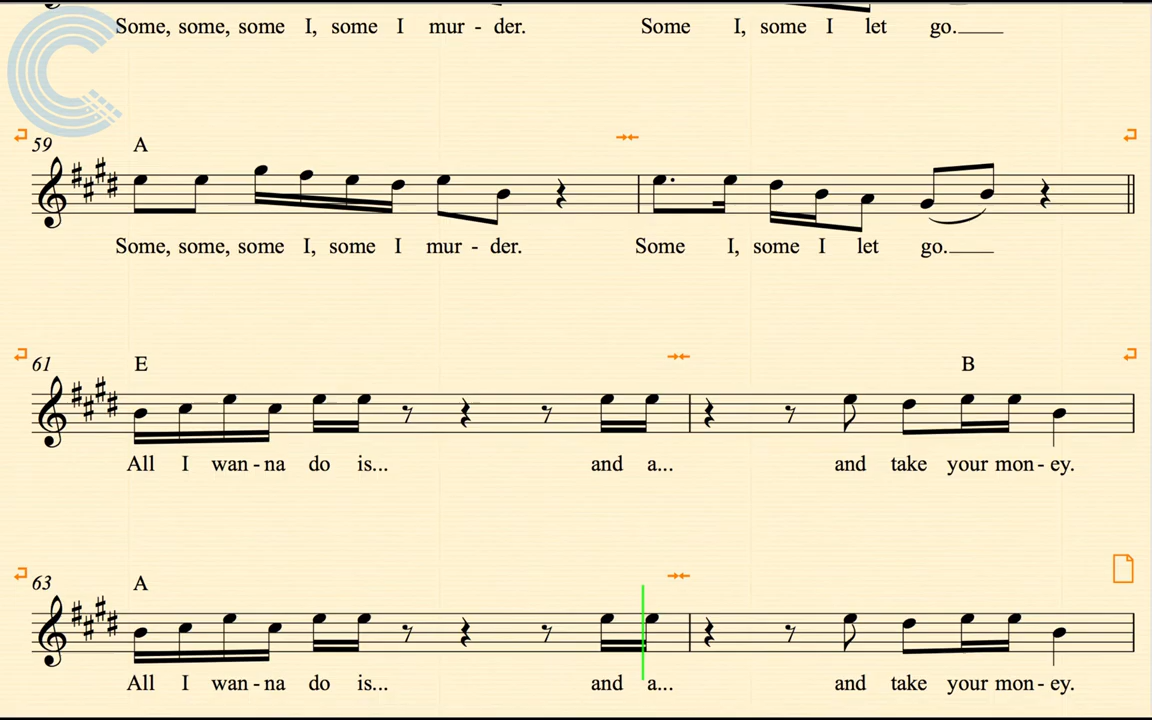 Some, some, some I, some I mur - der. Some I, some I let go.
59 A
Some, some, some I, some I mur - der. Some I, some I let go.
61 E B
All I wan - na do is... and a... and take your mon - ey.
63 A
All I wan - na do is... and a... and take your mon - ey.